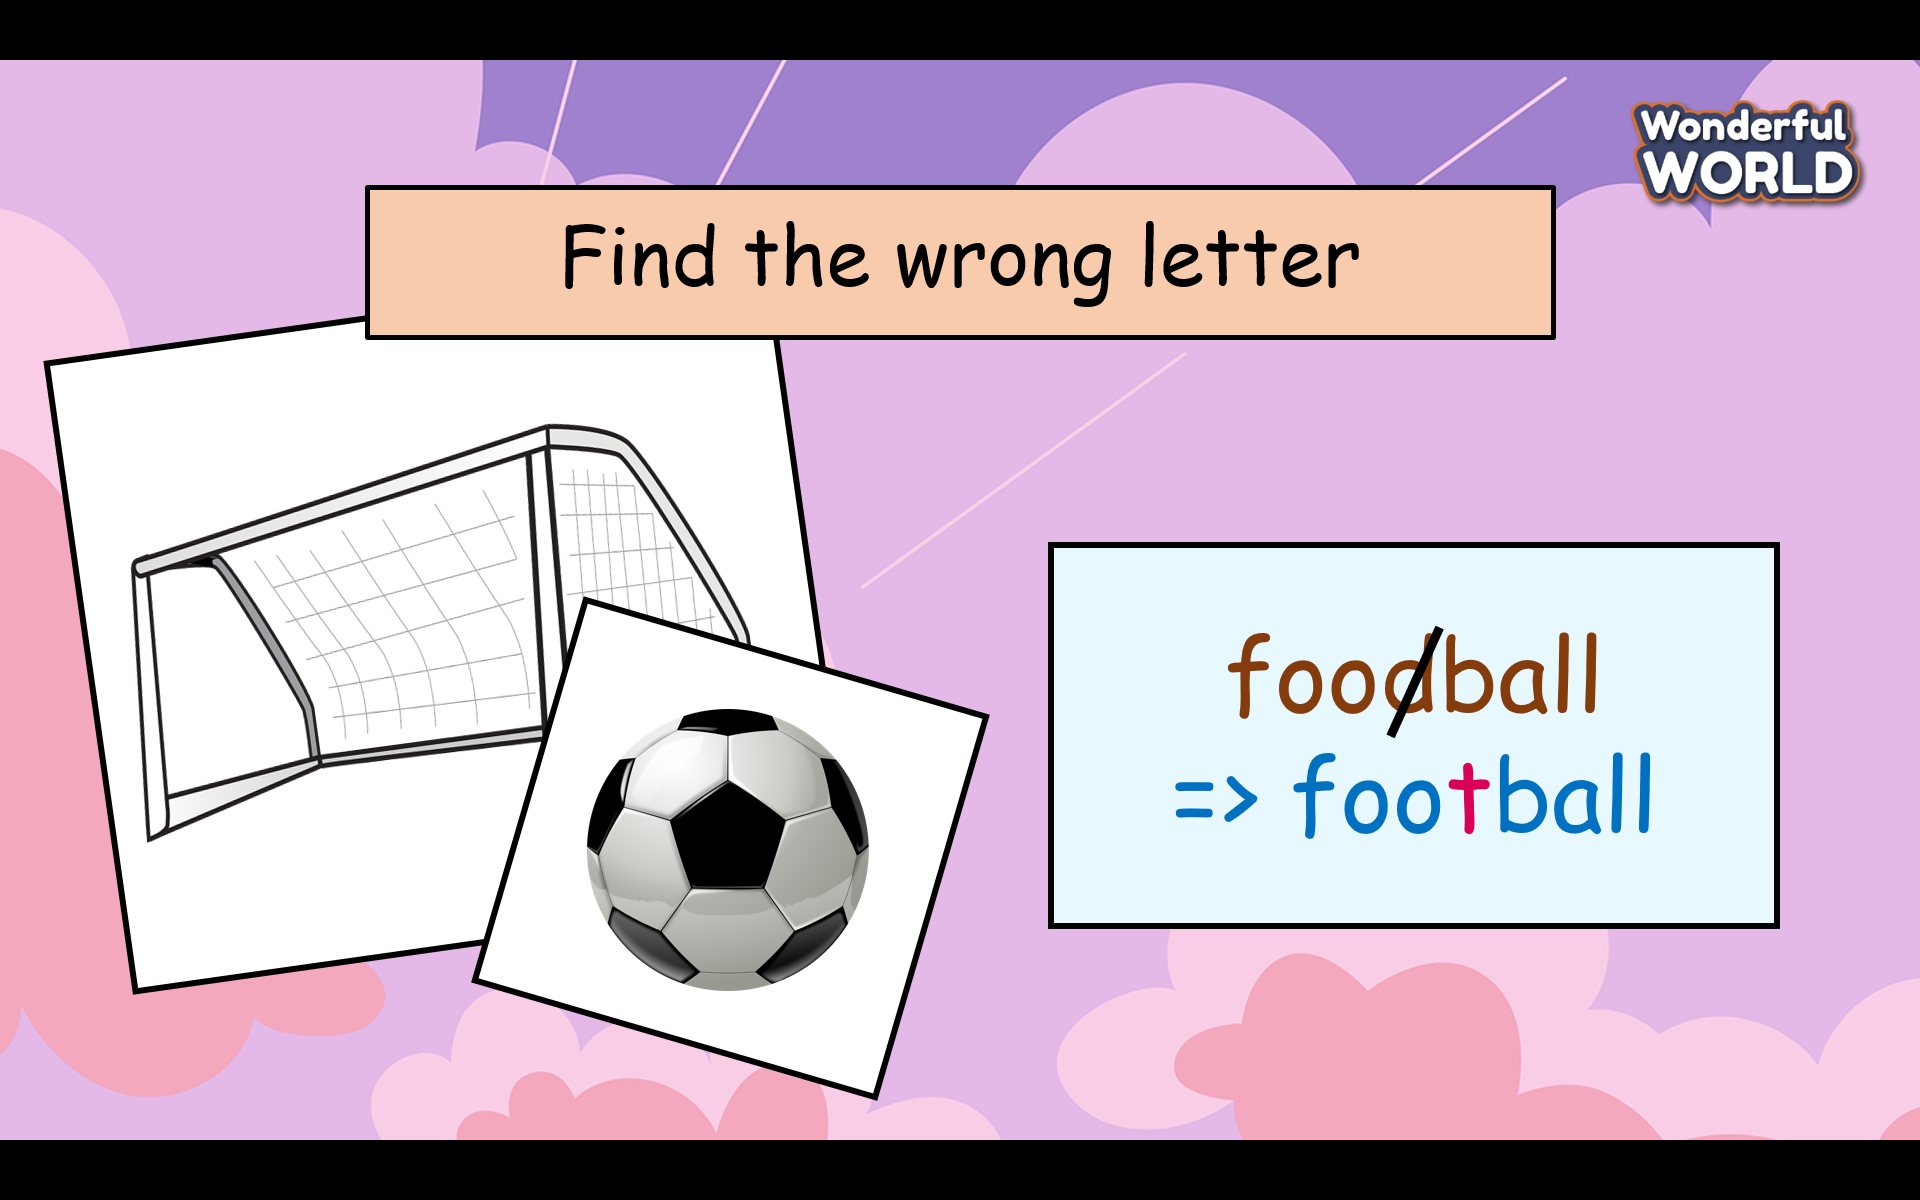 Wonderful
WORLD
Find the wrong letter
foodball
=> football